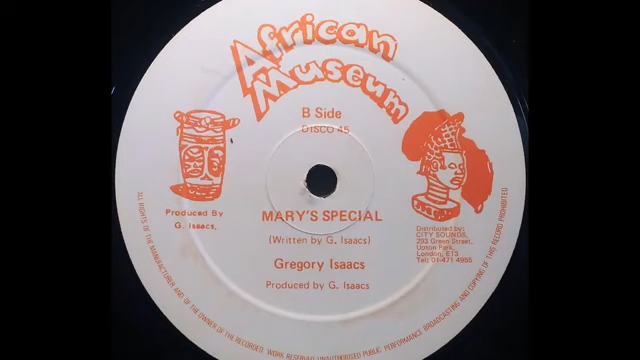 African
Museum
B Side
DISCO 45
Produced By
G. Isaacs,
MARY'S SPECIAL
(Written by G. Isaacs)
Gregory Isaacs
Produced by G. Isaacs
Distributed by:
CITY SOUNDS,
293 Green Street,
Upton Park,
London, E13
Tel: 01-471 4955
ALL RIGHTS OF THE MANUFACTURER AND OF THE OWNER OF THE RECORDED WORK RESERVED UNAUTHORISED PUBLIC PERFORMANCE BROADCASTING AND COPYING OF THIS RECORD PROHIBITED